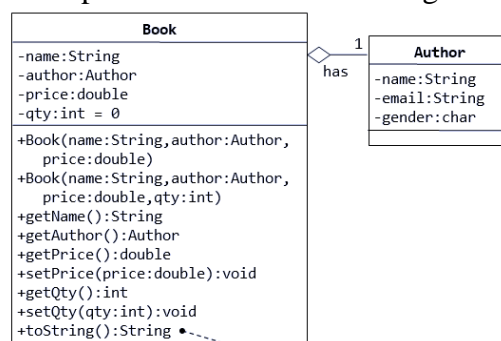 Book
-name:String
-author:Author
-price:double
-qty:int = 0
+Book(name:String,author:Author,
price:double)
+Book(name:String,author:Author,
price:double,qty:int)
+getName():String
+getAuthor():Author
+getPrice():double
+setPrice(price:double):void
+getQty():int
+setQty(qty:int):void
+toString():String
1
has
Author
-name:String
-email:String
-gender:char